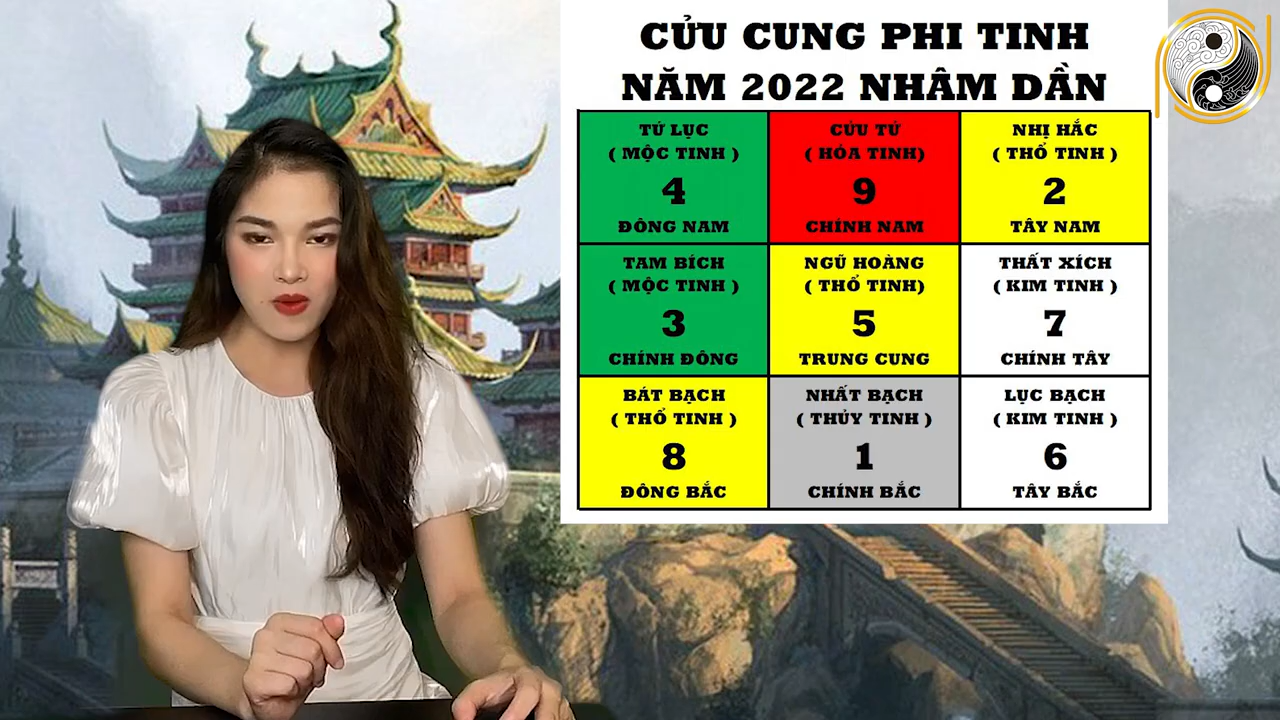 CỬU CUNG PHI TINH
NĂM 2022 NHÂM DẦN
TỨ LỤC
( MỘC TINH )
4
ĐÔNG NAM
CỬU TỬ
( HỎA TINH)
9
CHÍNH NAM
NHỊ HẮC
( THỔ TINH )
2
TÂY NAM
TAM BÍCH
( MỘC TINH )
3
CHÍNH ĐÔNG
NGŨ HOÀNG
( THỔ TINH)
5
TRUNG CUNG
THẤT XÍCH
( KIM TINH )
7
CHÍNH TÂY
BÁT BẠCH
( THỔ TINH )
8
ĐÔNG BẮC
NHẤT BẠCH
( THỦY TINH )
1
CHÍNH BẮC
LỤC BẠCH
( KIM TINH )
6
TÂY BẮC